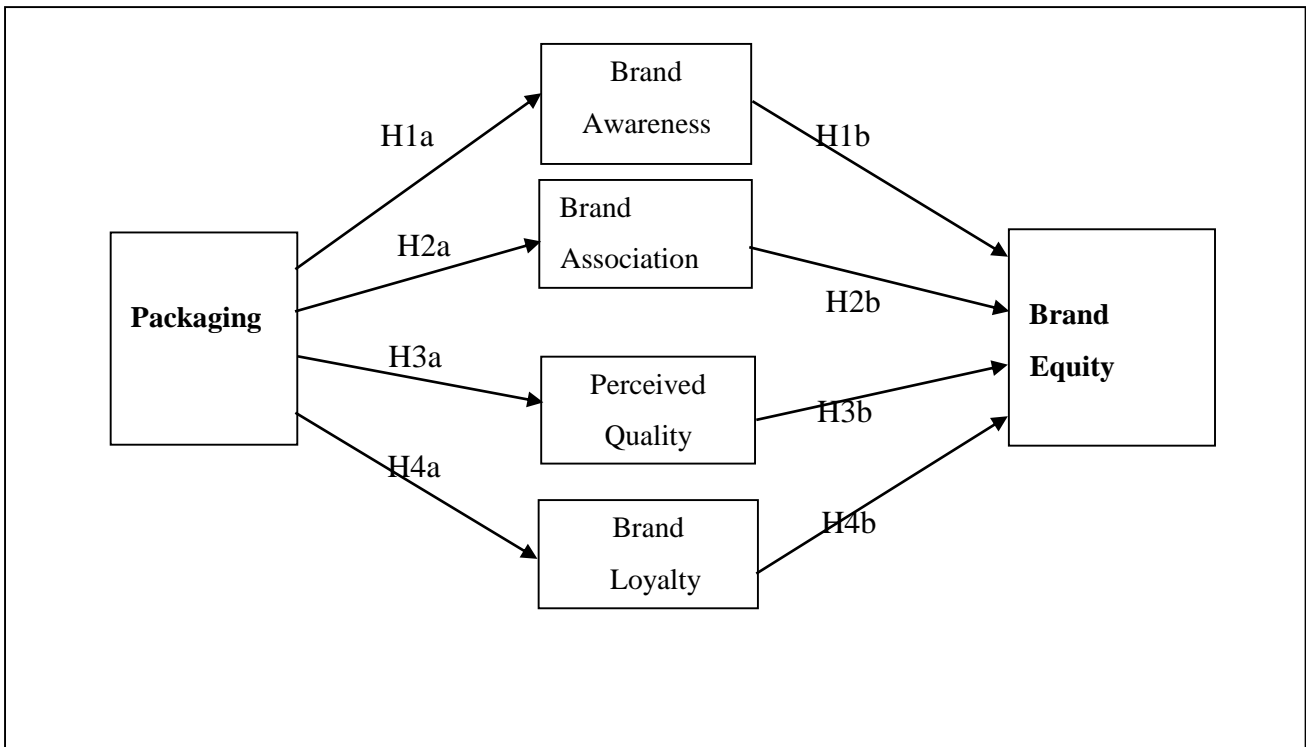 Brand
Awareness
H1a
H1b
Brand
Association
H2a
H2b
Packaging
Brand
Equity
H3a
Perceived
Quality
H3b
H4a
Brand
Loyalty
H4b